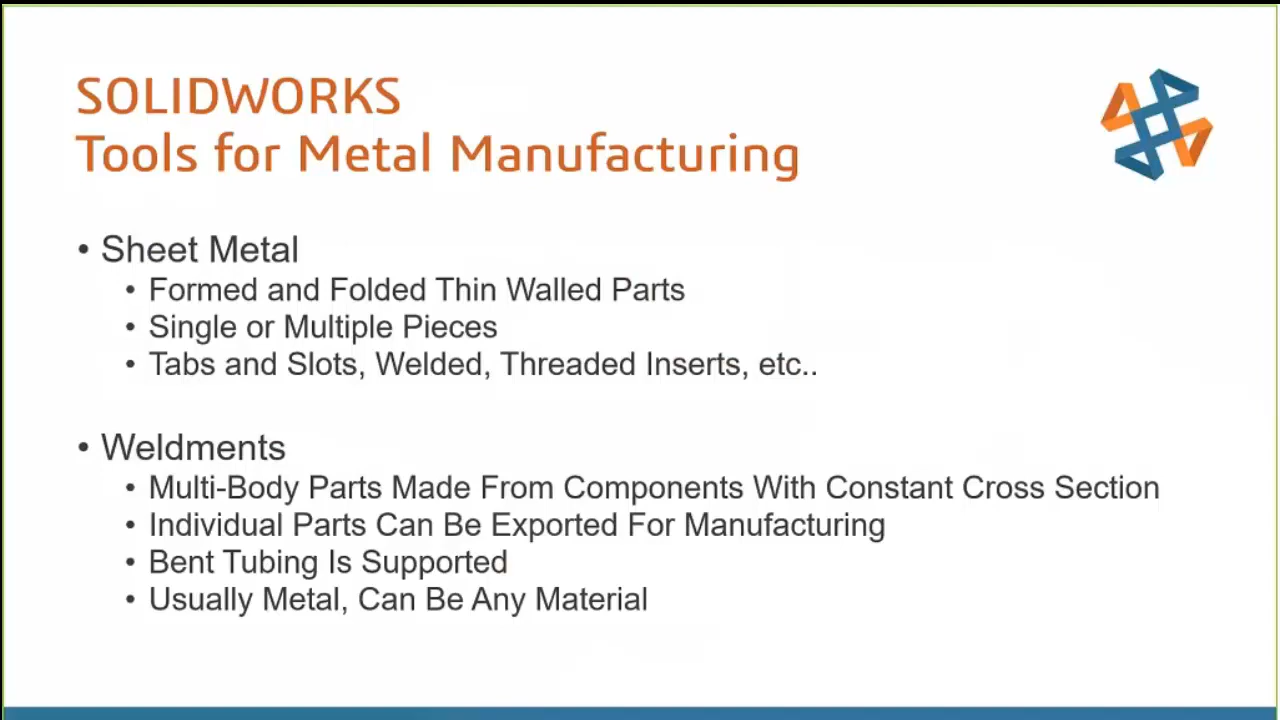 SOLIDWORKS
Tools for Metal Manufacturing
• Sheet Metal
• Formed and Folded Thin Walled Parts
• Single or Multiple Pieces
• Tabs and Slots, Welded, Threaded Inserts, etc..
• Weldments
• Multi-Body Parts Made From Components With Constant Cross Section
• Individual Parts Can Be Exported For Manufacturing
• Bent Tubing Is Supported
• Usually Metal, Can Be Any Material